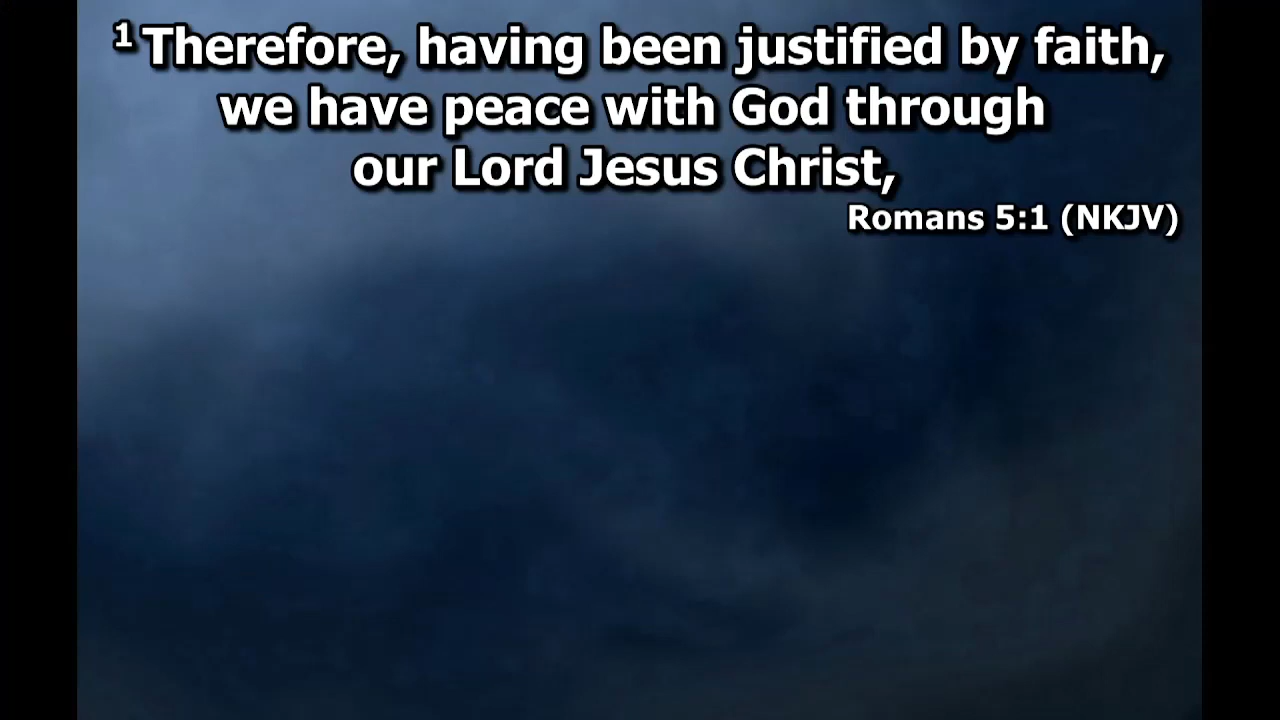 1 Therefore, having been justified by faith,
we have peace with God through
our Lord Jesus Christ,
Romans 5:1 (NKJV)